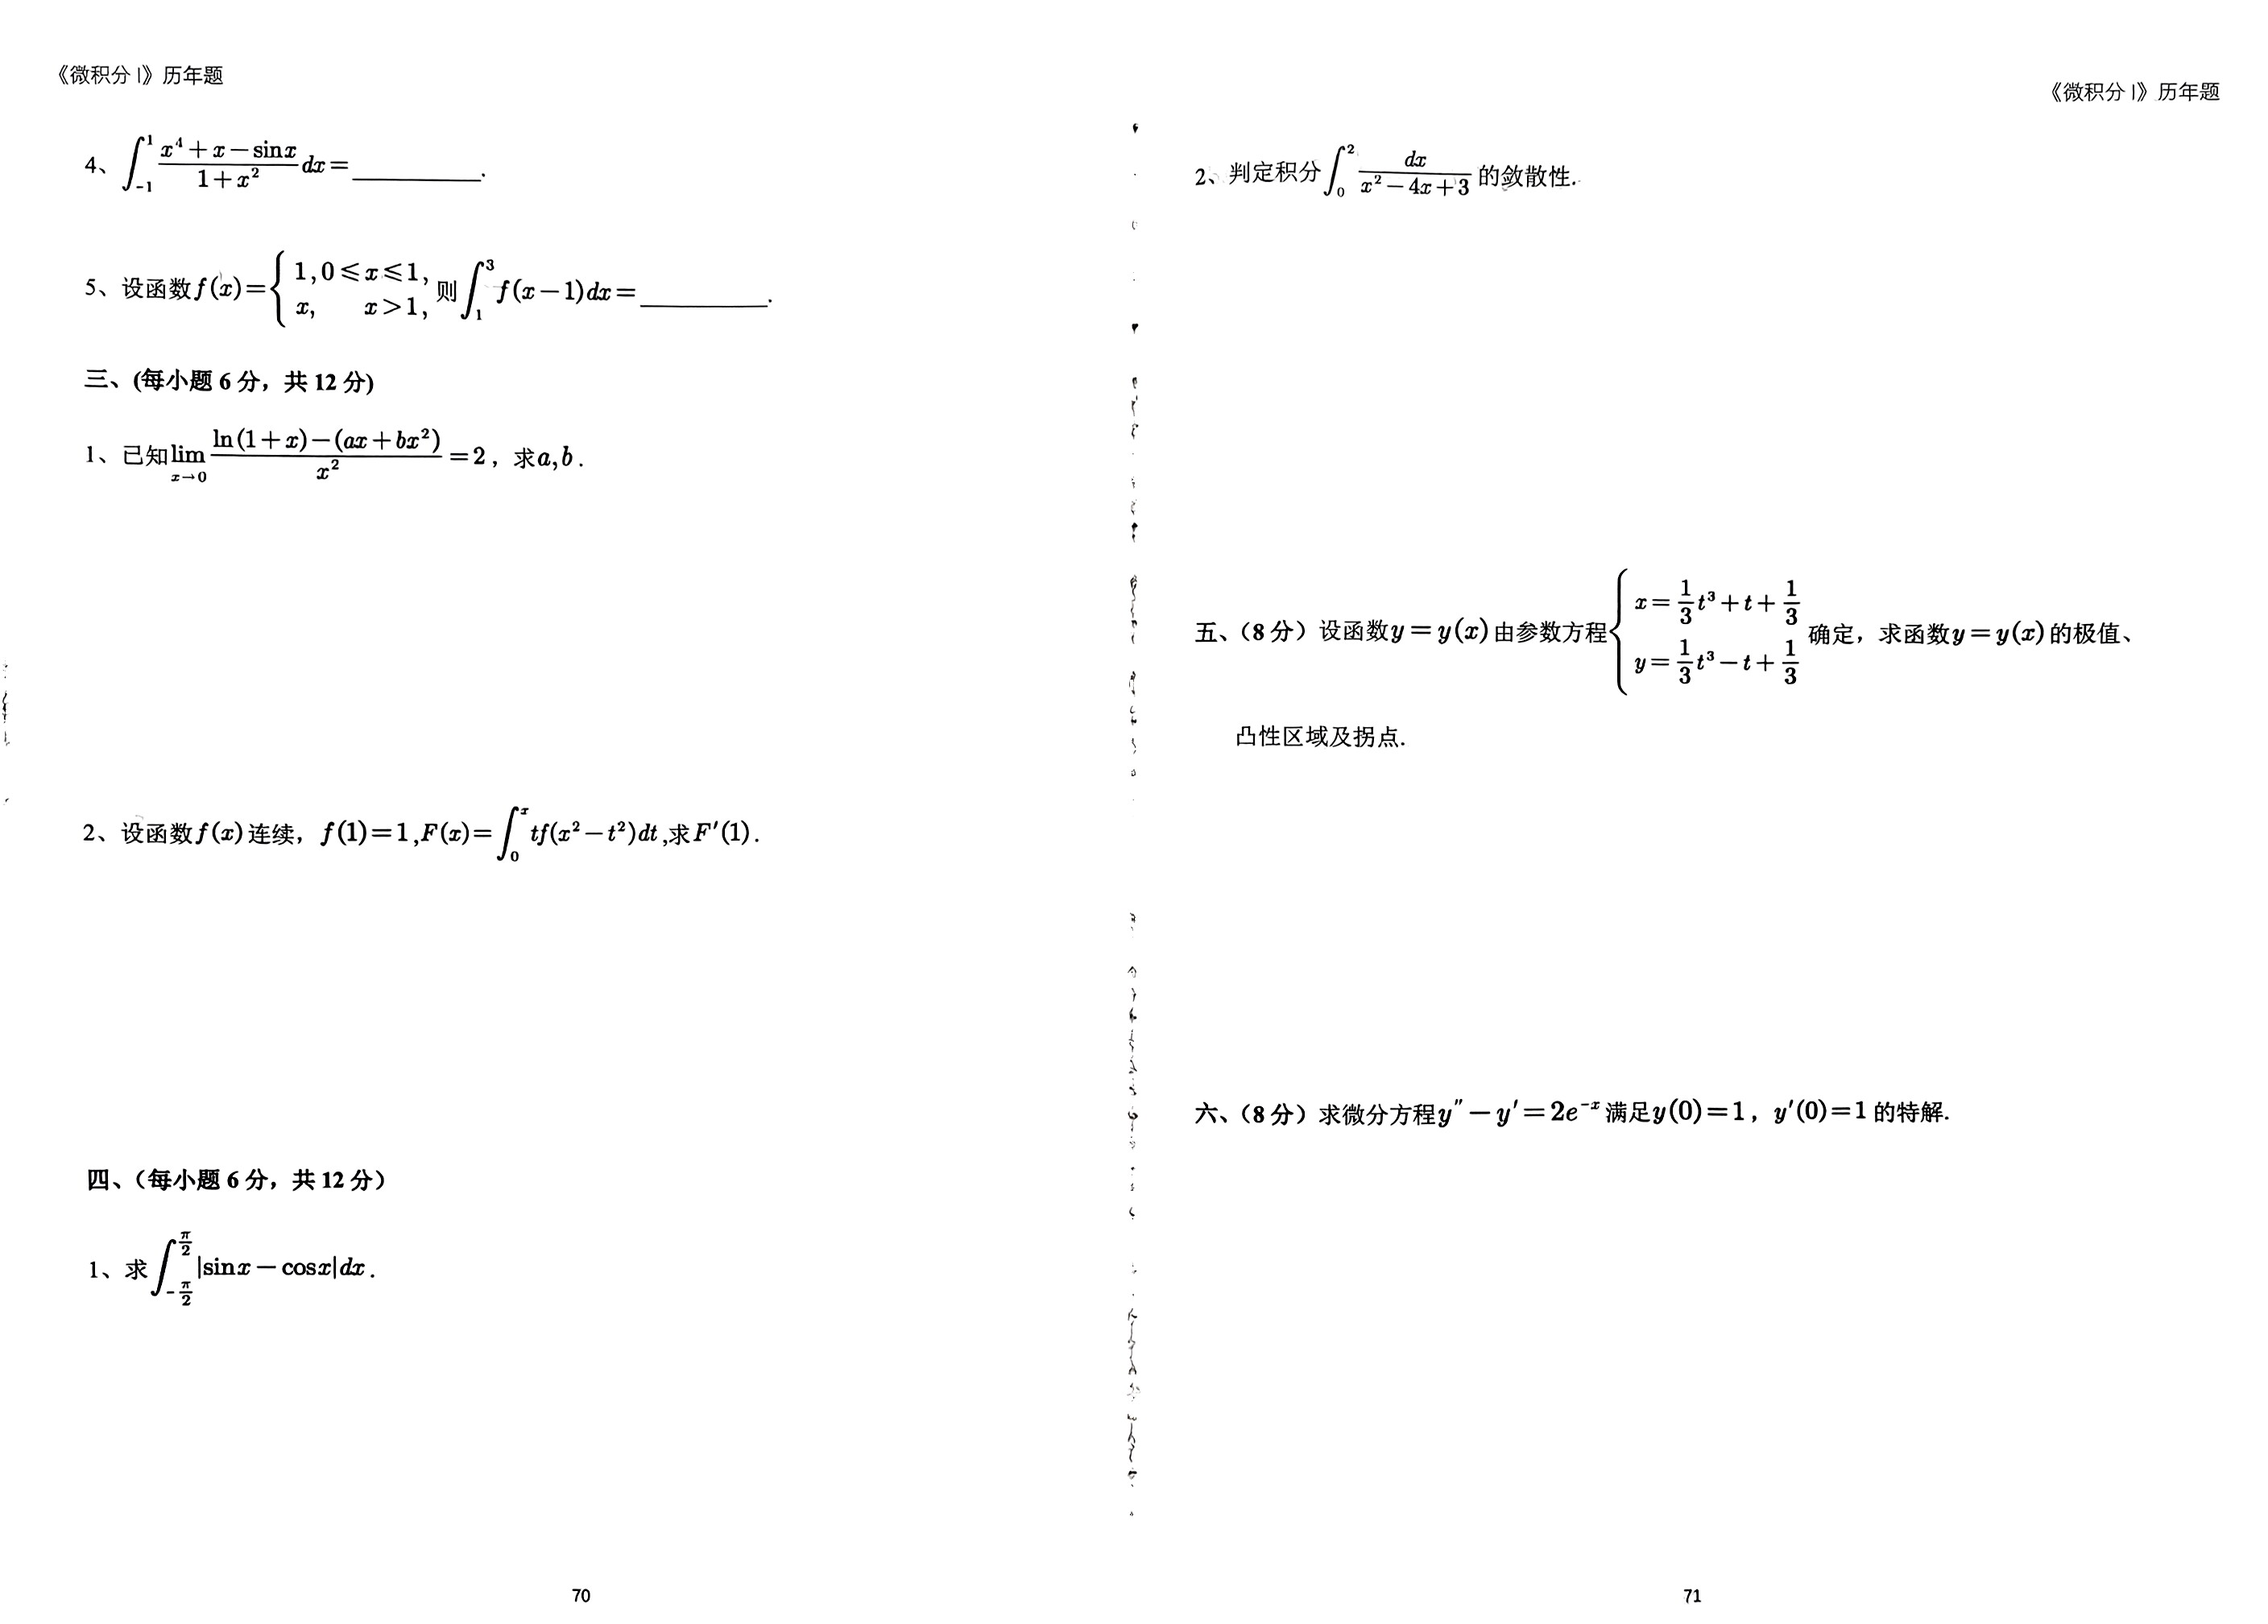 《微积分 I》历年题
4、$\int_{-1}^{1}\frac{x^4+x-\sin x}{1+x^2}dx=$__________.
5、设函数$f(x)=\begin{cases}1,0\leqslant x\leqslant 1,\\x,\quad x>1,\end{cases}$则$\int_{1}^{3}f(x-1)dx=$__________.
三、(每小题 6 分，共 12 分)
1、已知$\lim_{x\to 0}\frac{\ln(1+x)-(ax+bx^2)}{x^2}=2$，求$a,b$.
2、设函数$f(x)$连续，$f(1)=1$,$F(x)=\int_{0}^{x}tf(x^2-t^2)dt$,求$F'(1)$.
四、（每小题 6 分，共 12 分）
1、求$\int_{-\frac{\pi}{2}}^{\frac{\pi}{2}}|\sin x-\cos x|dx$.
70
《微积分 I》历年题
2、判定积分$\int_{0}^{2}\frac{dx}{x^2-4x+3}$的敛散性.
五、（8 分）设函数$y=y(x)$由参数方程$\begin{cases}x=\frac{1}{3}t^3+t+\frac{1}{3}\\y=\frac{1}{3}t^3-t+\frac{1}{3}\end{cases}$确定，求函数$y=y(x)$的极值、
凸性区域及拐点.
六、（8 分）求微分方程$y''-y'=2e^{-x}$满足$y(0)=1$，$y'(0)=1$的特解.
71